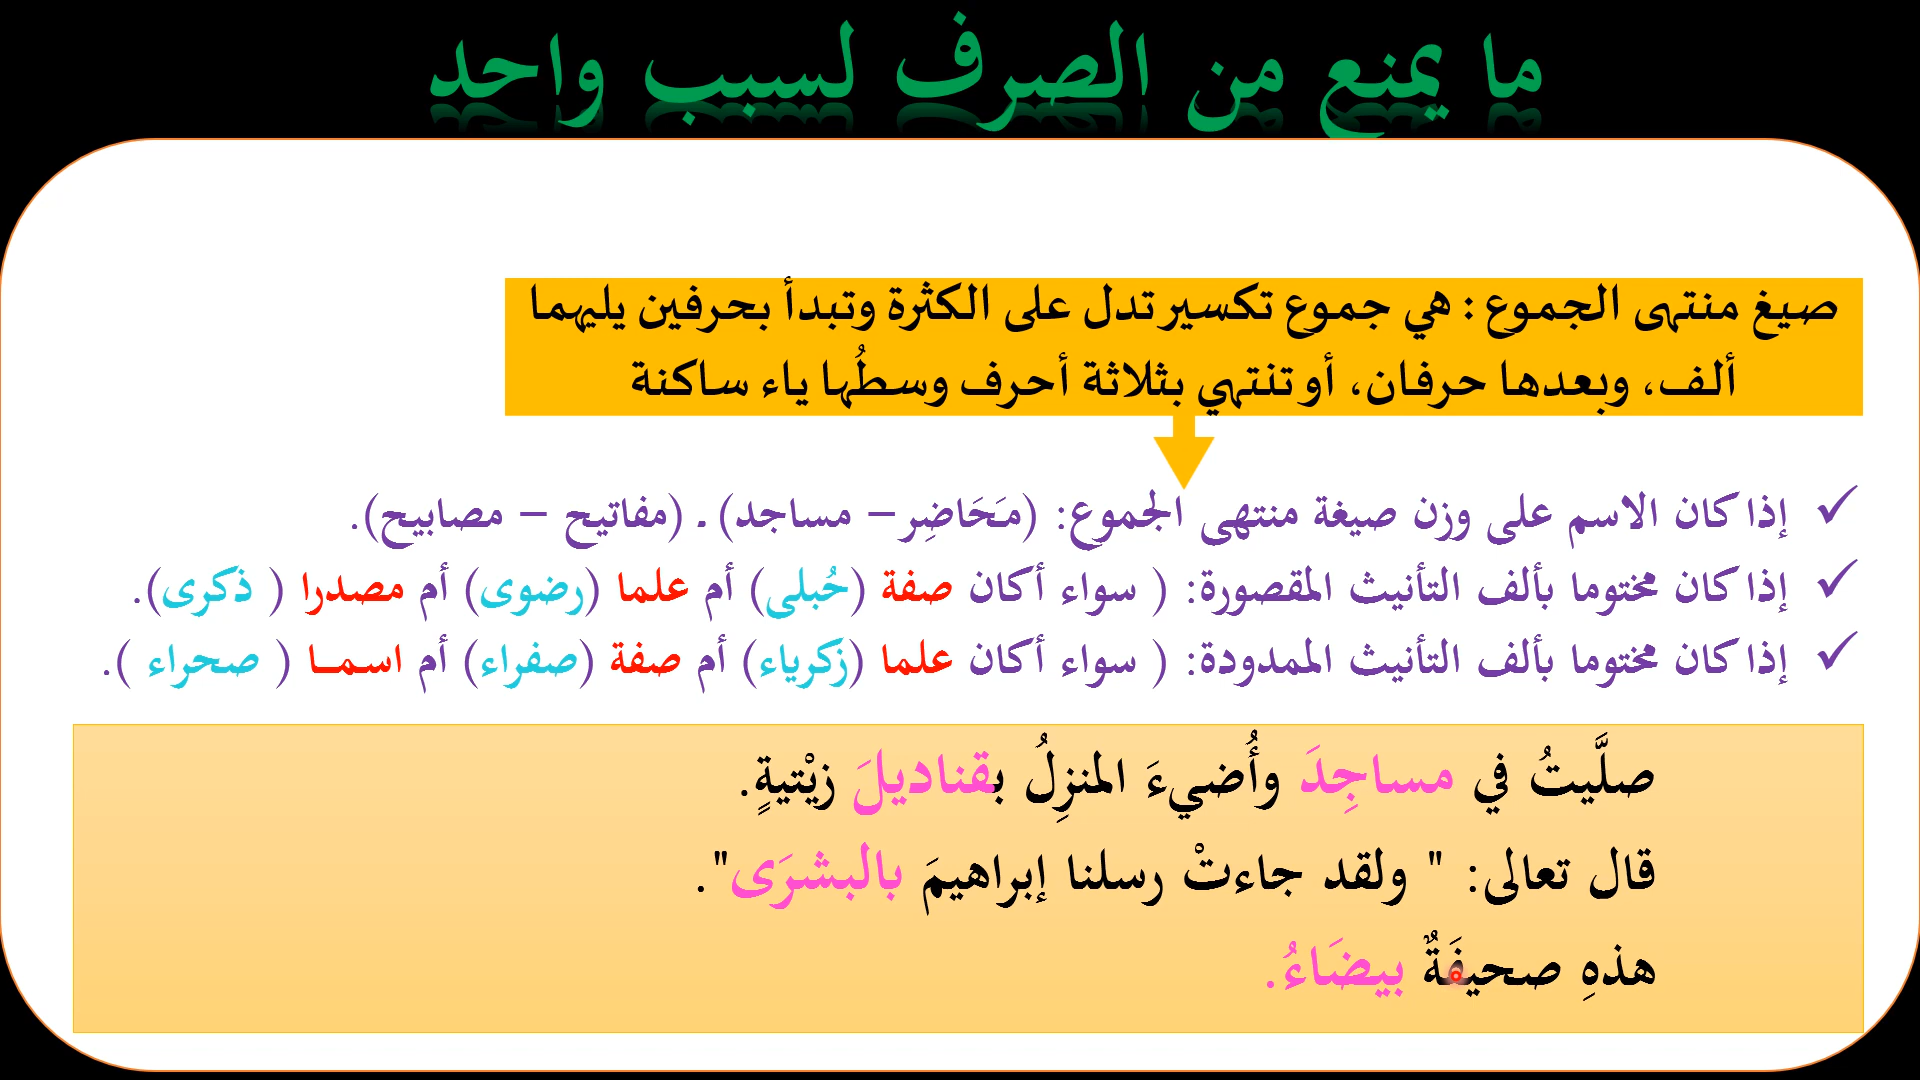 ما يمنع من الصرف لسبب واحد
صيغ منتهى الجموع : هي جموع تكسير تدل على الكثرة وتبدأ بحرفين يليهما
ألف، وبعدها حرفان، أو تنتهي بثلاثة أحرف وسطُها ياء ساكنة
✓ إذا كان الاسم على وزن صيغة منتهى الجموع: (مَحَاضِر– مساجد) ـ (مفاتيح – مصابيح).
✓ إذا كان مختوما بألف التأنيث المقصورة: ( سواء أكان صفة (حُبلى) أم علما (رضوى) أم مصدرا ( ذكرى).
✓ إذا كان مختوما بألف التأنيث الممدودة: ( سواء أكان علما (زكرياء) أم صفة (صفراء) أم اسمــا ( صحراء ).
صلَّيتُ في مساجِدَ وأُضيءَ المنزِلُ بقناديلَ زيْتيةٍ.
قال تعالى: " ولقد جاءتْ رسلنا إبراهيمَ بالبشرَى".
هذهِ صحيفَةٌ بيضَاءُ.